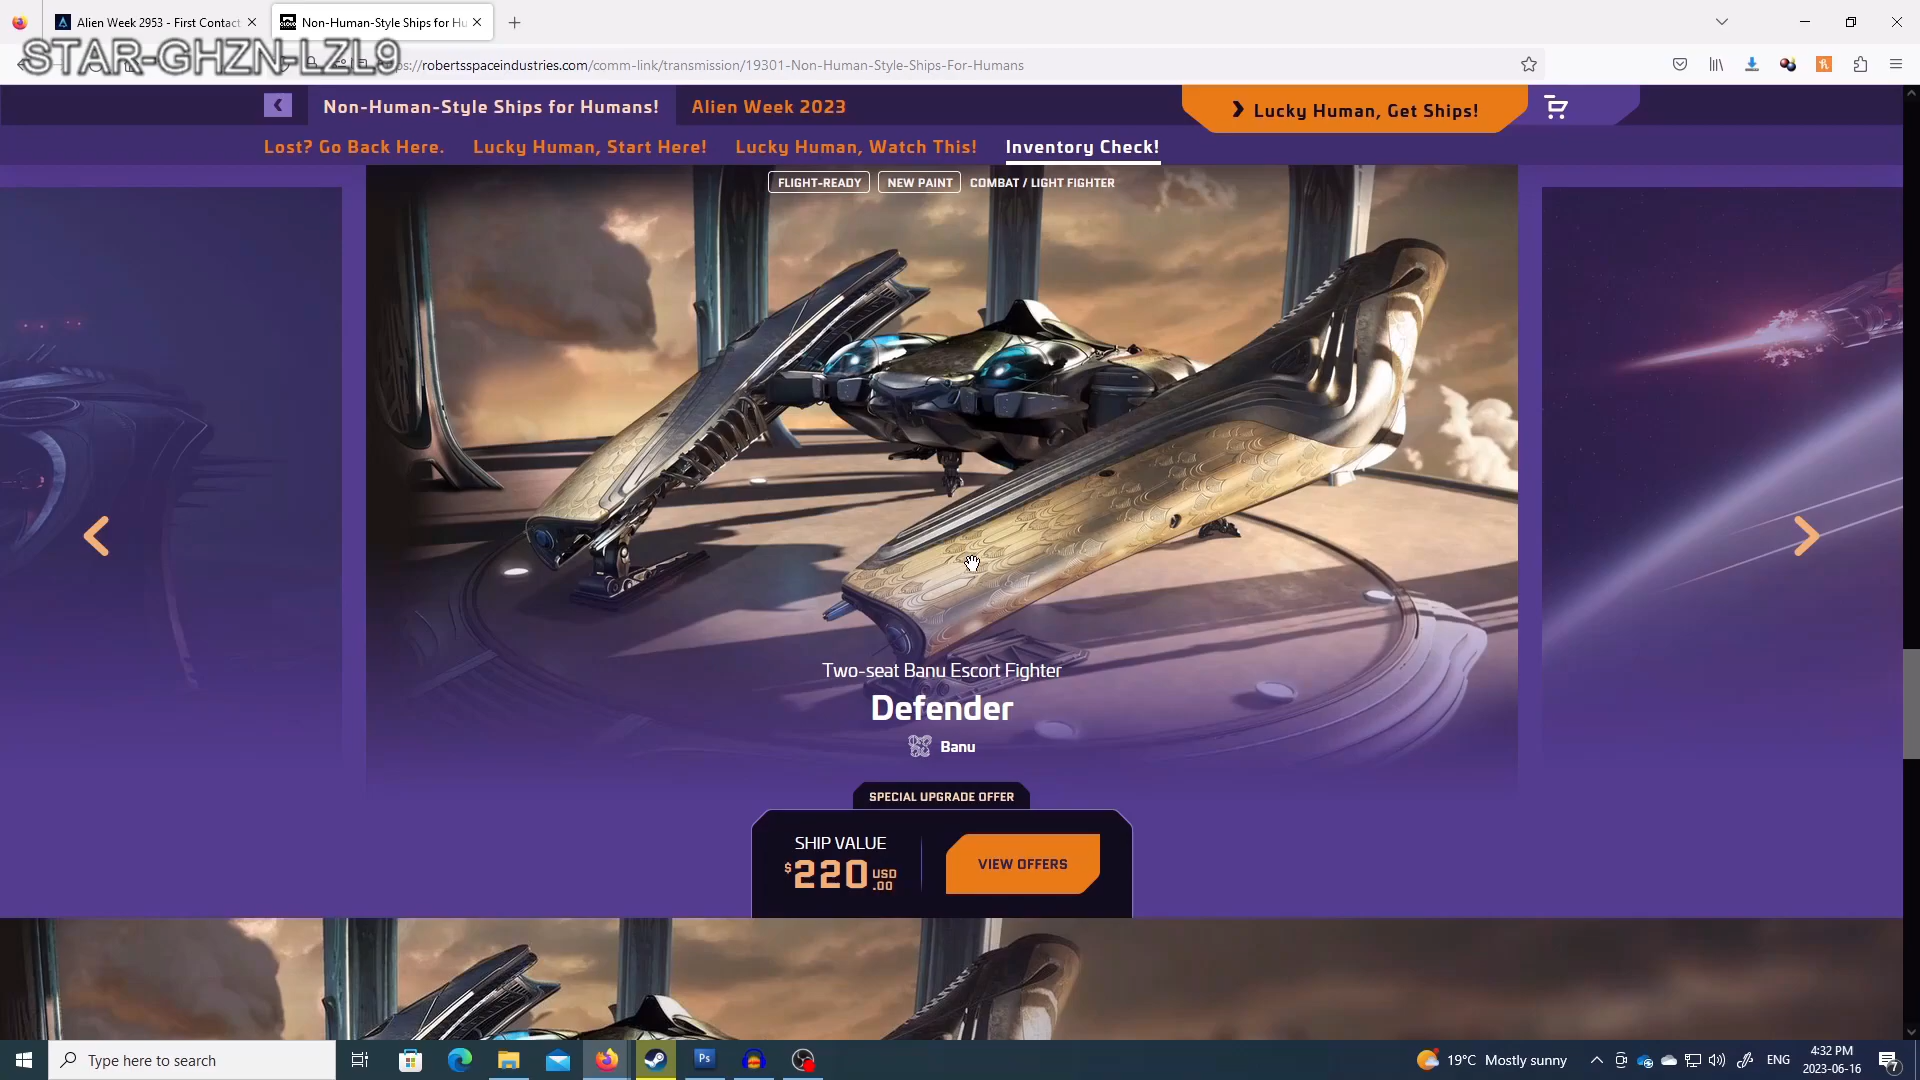 Alien Week 2953 - First Contact
Non-Human-Style Ships for Hu
STAR-GHZN-LZL9
robertsspaceindustries.com/comm-link/transmission/19301-Non-Human-Style-Ships-For-Humans
Non-Human-Style Ships for Humans!
Alien Week 2023
Lucky Human, Get Ships!
Lost? Go Back Here.
Lucky Human, Start Here!
Lucky Human, Watch This!
Inventory Check!
FLIGHT-READY
NEW PAINT
COMBAT / LIGHT FIGHTER
Two-seat Banu Escort Fighter
Defender
Banu
SPECIAL UPGRADE OFFER
SHIP VALUE
$220 USD .00
VIEW OFFERS
Type here to search
Ps
19°C Mostly sunny
ENG
4:32 PM
2023-06-16
7